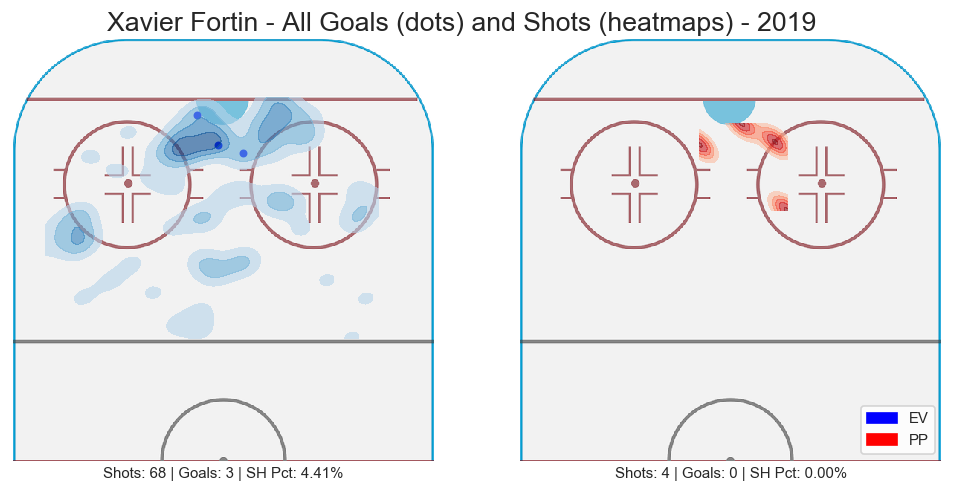 Xavier Fortin - All Goals (dots) and Shots (heatmaps) - 2019
EV
PP
Shots: 68 | Goals: 3 | SH Pct: 4.41%
Shots: 4 | Goals: 0 | SH Pct: 0.00%